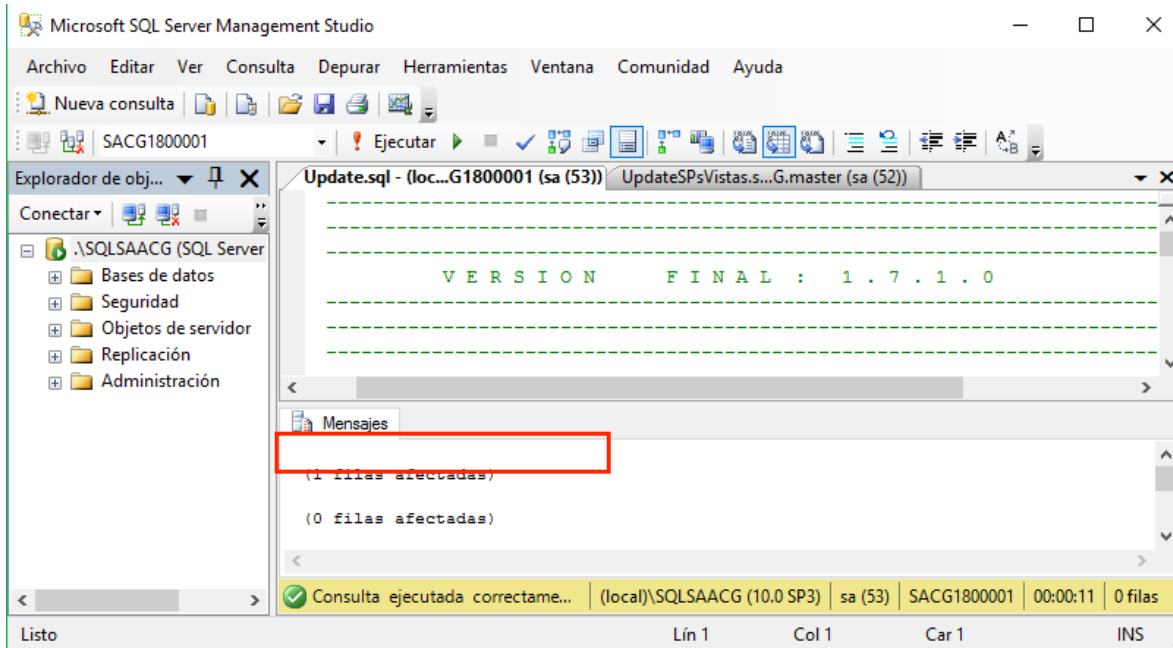 Microsoft SQL Server Management Studio
Archivo Editar Ver Consulta Depurar Herramientas Ventana Comunidad Ayuda
Nueva consulta
SACG1800001 Ejecutar
Explorador de obj... Update.sql - (loc...G1800001 (sa (53)) UpdateSPsVistas.s...G.master (sa (52))
Conectar
.\SQLSAACG (SQL Server
Bases de datos
Seguridad
Objetos de servidor
Replicación
Administración
------------------------------------------------------------
------------------------------------------------------------
------------------------------------------------------------
V E R S I O N F I N A L : 1 . 7 . 1 . 0
------------------------------------------------------------
------------------------------------------------------------
------------------------------------------------------------
Mensajes
(1 filas afectadas)
(0 filas afectadas)
Consulta ejecutada correctame... (local)\SQLSAACG (10.0 SP3) sa (53) SACG1800001 00:00:11 0 filas
Listo Lín 1 Col 1 Car 1 INS